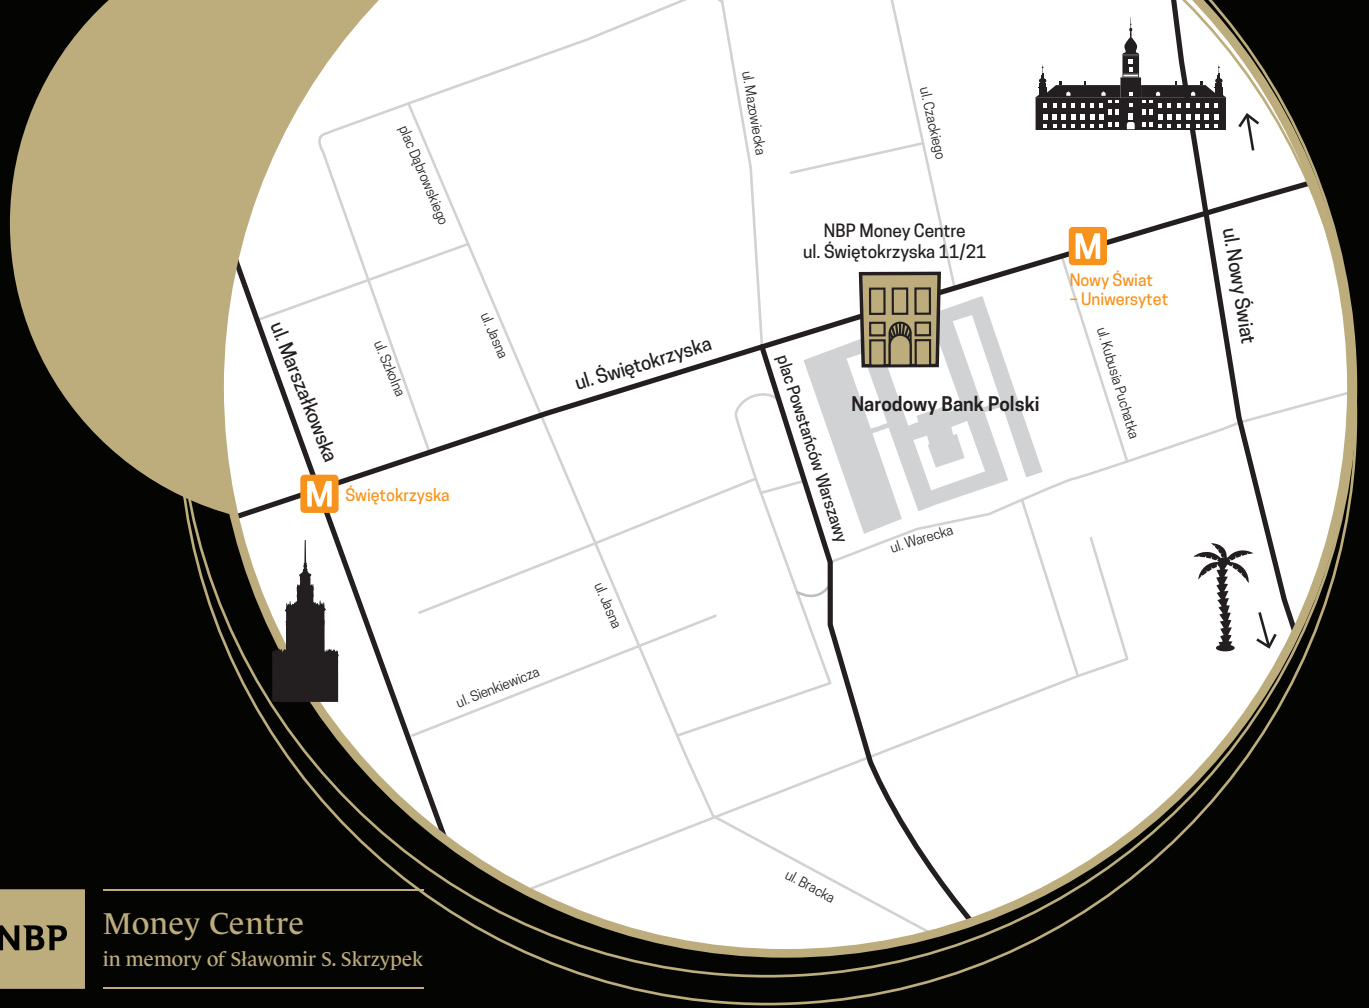 ul. Mazowiecka
ul. Czackiego
plac Dąbrowskiego
NBP Money Centre
ul. Świętokrzyska 11/21
M
Nowy Świat
– Uniwersytet
ul. Nowy Świat
ul. Marszałkowska
ul. Szkolna
ul. Jasna
ul. Świętokrzyska
plac Powstańców Warszawy
Narodowy Bank Polski
ul. Kubusia Puchatka
M
Świętokrzyska
ul. Warecka
ul. Jasna
ul. Sienkiewicza
ul. Bracka
NBP
Money Centre
in memory of Sławomir S. Skrzypek